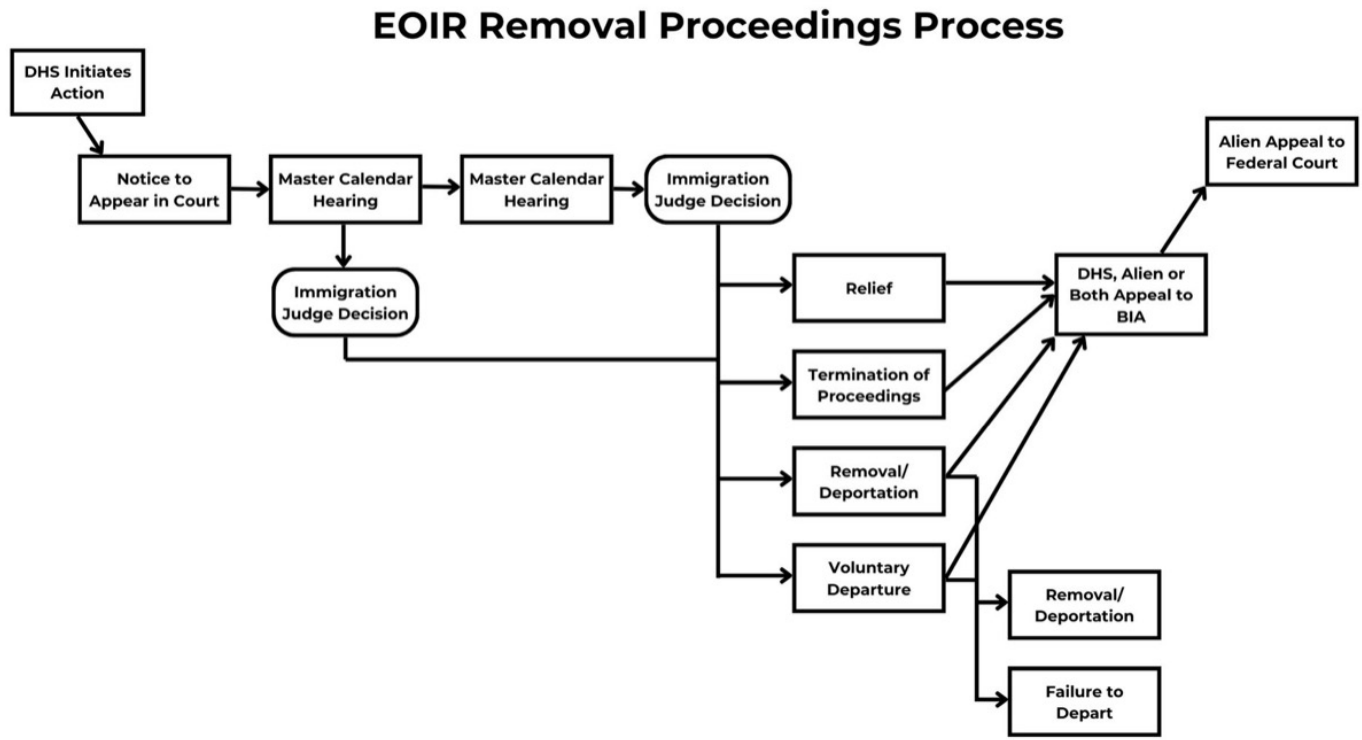 EOIR Removal Proceedings Process
DHS Initiates
Action
Notice to
Appear in Court
Master Calendar
Hearing
Master Calendar
Hearing
Immigration
Judge Decision
Immigration
Judge Decision
Relief
Termination of
Proceedings
Removal/
Deportation
Voluntary
Departure
DHS, Alien or
Both Appeal to
BIA
Alien Appeal to
Federal Court
Removal/
Deportation
Failure to
Depart